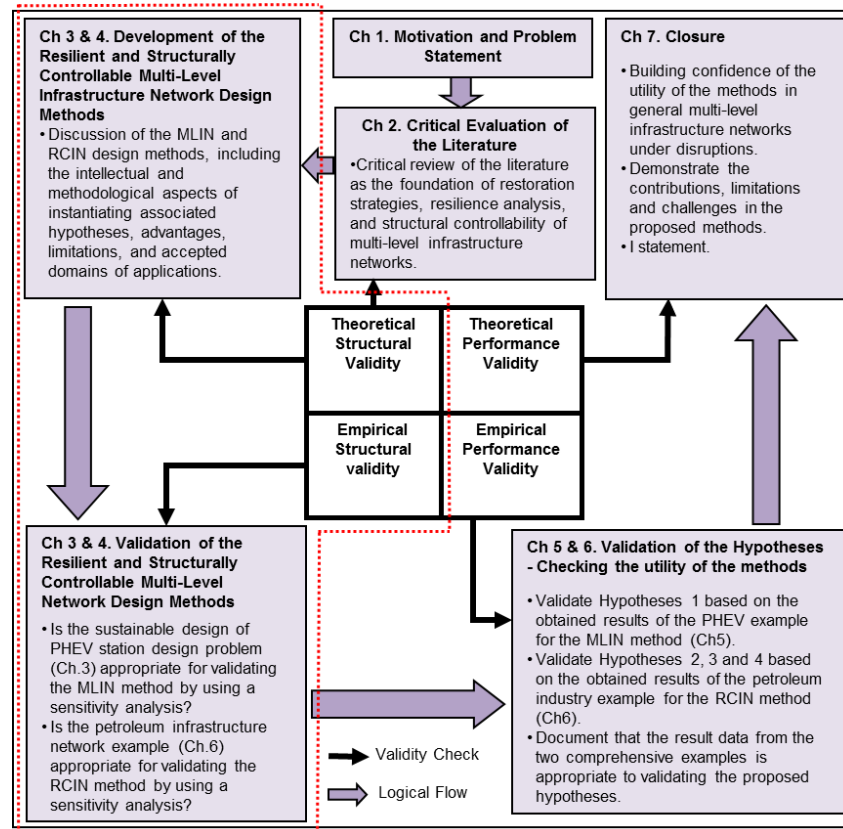 Ch 3 & 4. Development of the
Resilient and Structurally
Controllable Multi-Level
Infrastructure Network Design
Methods
• Discussion of the MLIN and
RCIN design methods, including
the intellectual and
methodological aspects of
instantiating associated
hypotheses, advantages,
limitations, and accepted
domains of applications.
Ch 1. Motivation and Problem
Statement
Ch 2. Critical Evaluation of
the Literature
•Critical review of the literature
as the foundation of restoration
strategies, resilience analysis,
and structural controllability of
multi-level infrastructure
networks.
Ch 7. Closure
• Building confidence of the
utility of the methods in
general multi-level
infrastructure networks
under disruptions.
• Demonstrate the
contributions, limitations
and challenges in the
proposed methods.
• I statement.
Theoretical
Structural
Validity
Theoretical
Performance
Validity
Empirical
Structural
validity
Empirical
Performance
Validity
Ch 3 & 4. Validation of the
Resilient and Structurally
Controllable Multi-Level
Network Design Methods
• Is the sustainable design of
PHEV station design problem
(Ch.3) appropriate for validating
the MLIN method by using a
sensitivity analysis?
• Is the petroleum infrastructure
network example (Ch.6)
appropriate for validating the
RCIN method by using a
sensitivity analysis?
Validity Check
Logical Flow
Ch 5 & 6. Validation of the Hypotheses
- Checking the utility of the methods
• Validate Hypotheses 1 based on the
obtained results of the PHEV example
for the MLIN method (Ch5).
• Validate Hypotheses 2, 3 and 4 based
on the obtained results of the petroleum
industry example for the RCIN method
(Ch6).
• Document that the result data from the
two comprehensive examples is
appropriate to validating the proposed
hypotheses.